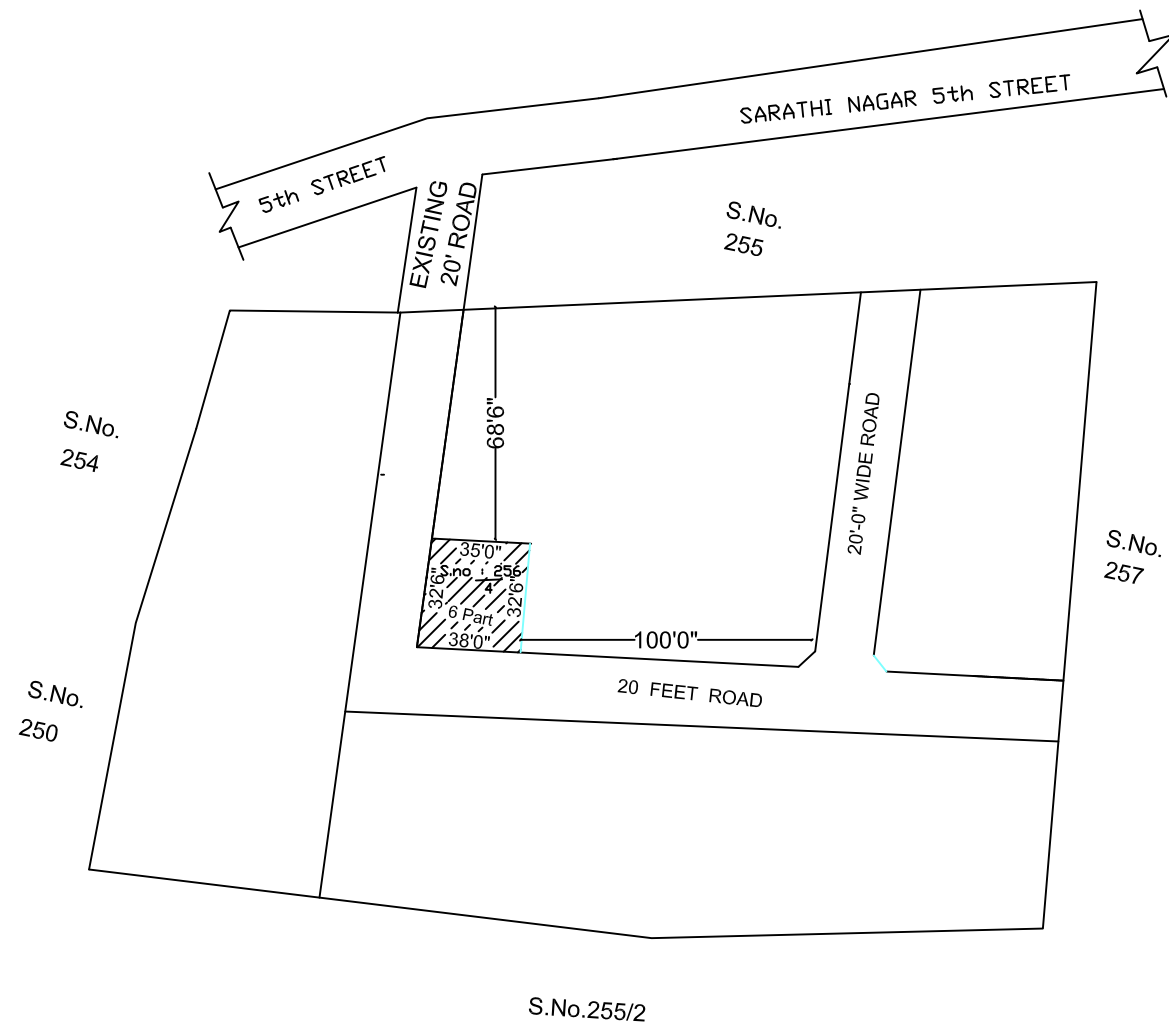 SARATHI NAGAR 5th STREET
5th STREET
EXISTING
20' ROAD
S.No.
255
S.No.
254
68'6"
20'-0" WIDE ROAD
S.No.
257
35'0"
S.no : 256
4
32'6"
32'6"
6 Part
38'0"
100'0"
20 FEET ROAD
S.No.
250
S.No.255/2